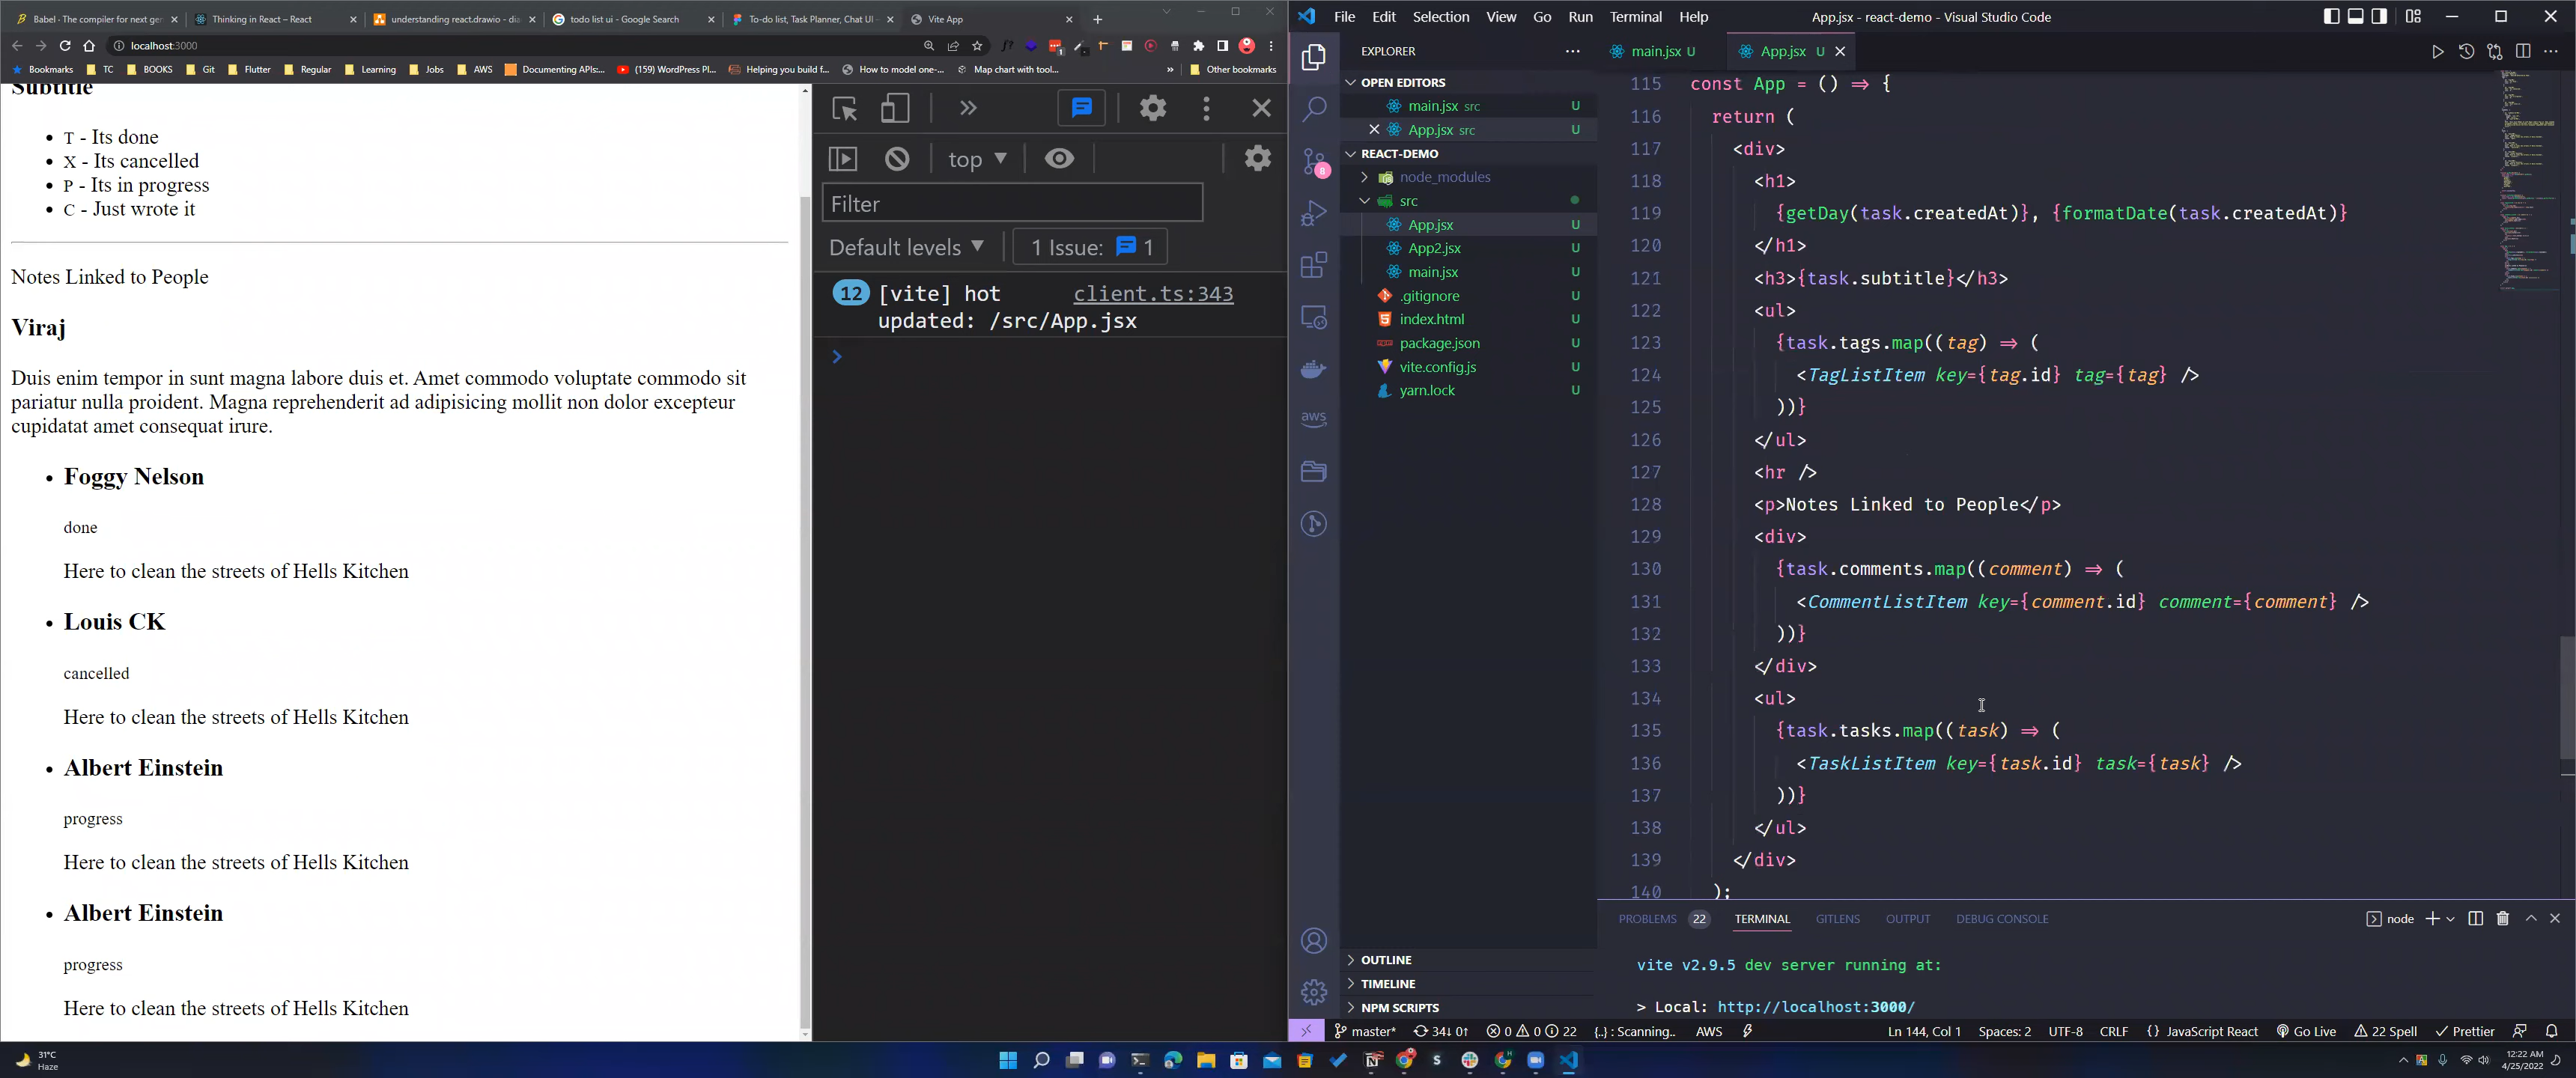 Babel · The compiler for next gen
Thinking in React – React
understanding react.drawio - dia
todo list ui - Google Search
To-do list, Task Planner, Chat UI -
Vite App
localhost:3000
Bookmarks
TC
BOOKS
Git
Flutter
Regular
Learning
Jobs
AWS
Documenting APIs:...
(159) WordPress Pl...
Helping you build f...
How to model one-...
Map chart with tool...
Other bookmarks
Subtitle
T - Its done
X - Its cancelled
P - Its in progress
C - Just wrote it
Notes Linked to People
Viraj
Duis enim tempor in sunt magna labore duis et. Amet commodo voluptate commodo sit
pariatur nulla proident. Magna reprehenderit ad adipisicing mollit non dolor excepteur
cupidatat amet consequat irure.
Foggy Nelson
done
Here to clean the streets of Hells Kitchen
Louis CK
cancelled
Here to clean the streets of Hells Kitchen
Albert Einstein
progress
Here to clean the streets of Hells Kitchen
Albert Einstein
progress
Here to clean the streets of Hells Kitchen
top
Filter
Default levels
1 Issue: 1
12 [vite] hot client.ts:343
updated: /src/App.jsx
File Edit Selection View Go Run Terminal Help
App.jsx - react-demo - Visual Studio Code
EXPLORER
OPEN EDITORS
main.jsx src U
App.jsx src U
REACT-DEMO
node_modules
src
App.jsx U
App2.jsx U
main.jsx U
.gitignore U
index.html U
package.json U
vite.config.js U
yarn.lock U
8
aws
OUTLINE
TIMELINE
NPM SCRIPTS
main.jsx U
App.jsx U
115 const App = () => {
116 return (
117 <div>
118 <h1>
119 {getDay(task.createdAt)}, {formatDate(task.createdAt)}
120 </h1>
121 <h3>{task.subtitle}</h3>
122 <ul>
123 {task.tags.map((tag) => (
124 <TagListItem key={tag.id} tag={tag} />
125 ))}
126 </ul>
127 <hr />
128 <p>Notes Linked to People</p>
129 <div>
130 {task.comments.map((comment) => (
131 <CommentListItem key={comment.id} comment={comment} />
132 ))}
133 </div>
134 <ul>
135 {task.tasks.map((task) => (
136 <TaskListItem key={task.id} task={task} />
137 ))}
138 </ul>
139 </div>
140 );
PROBLEMS 22 TERMINAL GITLENS OUTPUT DEBUG CONSOLE
node
vite v2.9.5 dev server running at:
> Local: http://localhost:3000/
master* 34↓ 0↑ 0 0 22 {..} : Scanning.. AWS
Ln 144, Col 1 Spaces: 2 UTF-8 CRLF {} JavaScript React Go Live 22 Spell Prettier
31°C
Haze
12:22 AM
4/25/2022